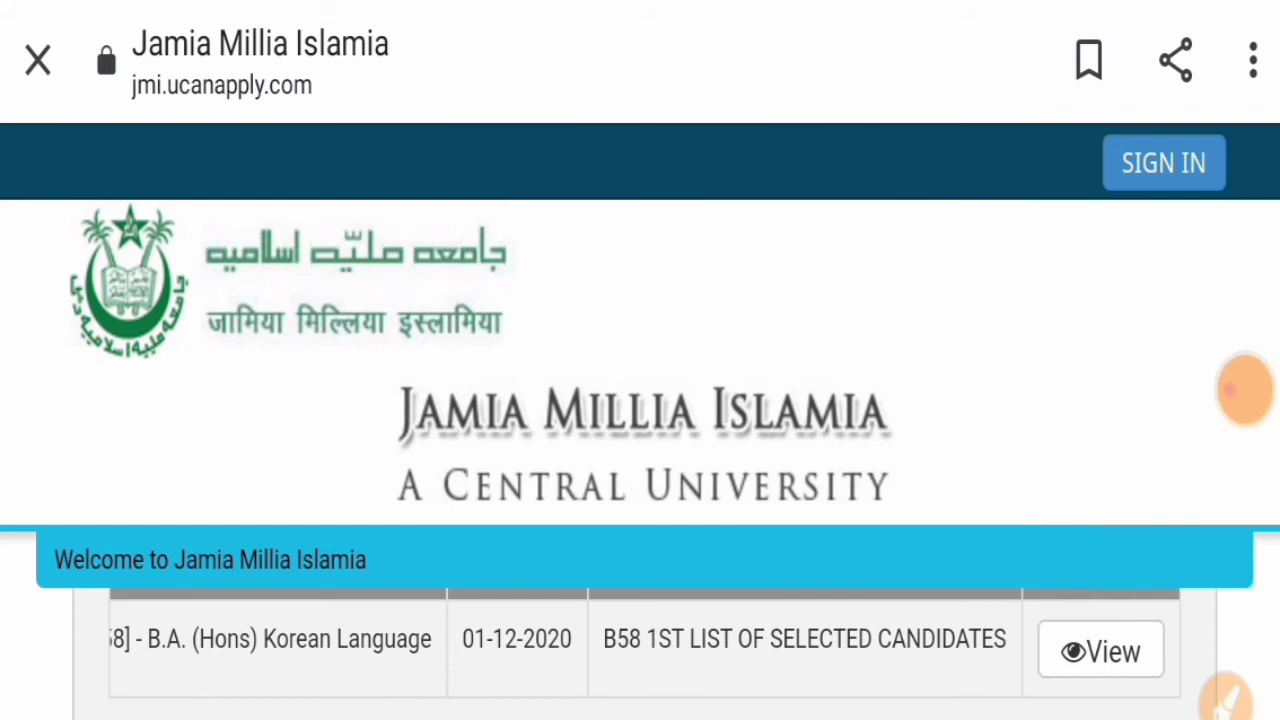 Jamia Millia Islamia
jmi.ucanapply.com
SIGN IN
جامعہ ملیّہ اسلامیہ
जामिया मिल्लिया इस्लामिया
JAMIA MILLIA ISLAMIA
A CENTRAL UNIVERSITY
Welcome to Jamia Millia Islamia
8] - B.A. (Hons) Korean Language 01-12-2020 B58 1ST LIST OF SELECTED CANDIDATES View